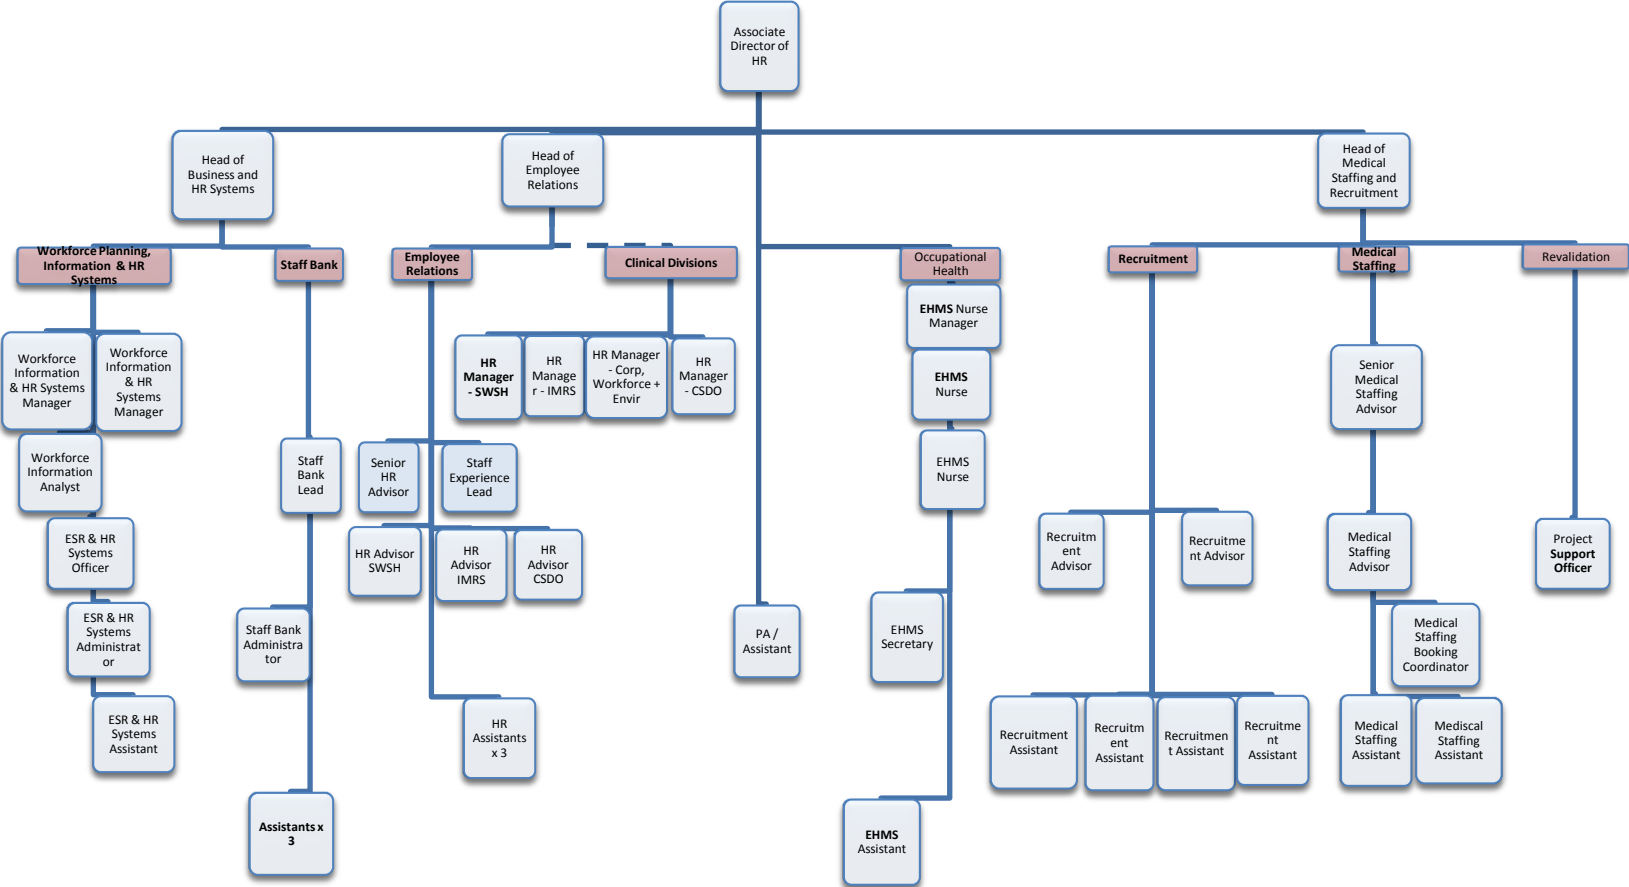 Associate
Director of
HR
Head of
Business and
HR Systems
Head of
Employee
Relations
Head of
Medical
Staffing and
Recruitment
Workforce Planning,
Information & HR
Systems
Staff Bank
Employee
Relations
Clinical Divisions
Occupational
Health
Recruitment
Medical
Staffing
Revalidation
Workforce
Information
& HR Systems
Manager
Workforce
Information
& HR
Systems
Manager
Workforce
Information
Analyst
ESR & HR
Systems
Officer
ESR & HR
Systems
Administrat
or
ESR & HR
Systems
Assistant
Staff
Bank
Lead
Staff Bank
Administra
tor
Assistants x
3
HR
Manager
- SWSH
HR
Manage
r - IMRS
HR Manager
- Corp,
Workforce +
Envir
HR
Manager
- CSDO
Senior
HR
Advisor
Staff
Experience
Lead
HR Advisor
SWSH
HR
Advisor
IMRS
HR
Advisor
CSDO
HR
Assistants
x 3
PA /
Assistant
EHMS Nurse
Manager
EHMS
Nurse
EHMS
Nurse
EHMS
Secretary
EHMS
Assistant
Recruitm
ent
Advisor
Recruitme
nt Advisor
Recruitment
Assistant
Recruitm
ent
Assistant
Recruitmen
t Assistant
Recruitme
nt
Assistant
Senior
Medical
Staffing
Advisor
Medical
Staffing
Advisor
Medical
Staffing
Booking
Coordinator
Medical
Staffing
Assistant
Mediscal
Staffing
Assistant
Project
Support
Officer